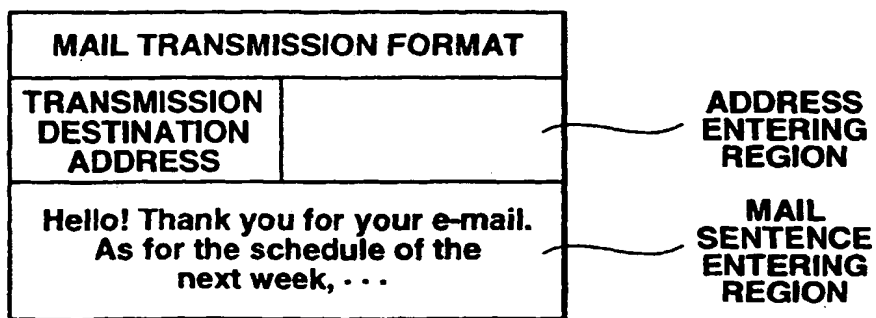 MAIL TRANSMISSION FORMAT
TRANSMISSION
DESTINATION
ADDRESS
ADDRESS
ENTERING
REGION
Hello! Thank you for your e-mail.
As for the schedule of the
next week, · · ·
MAIL
SENTENCE
ENTERING
REGION